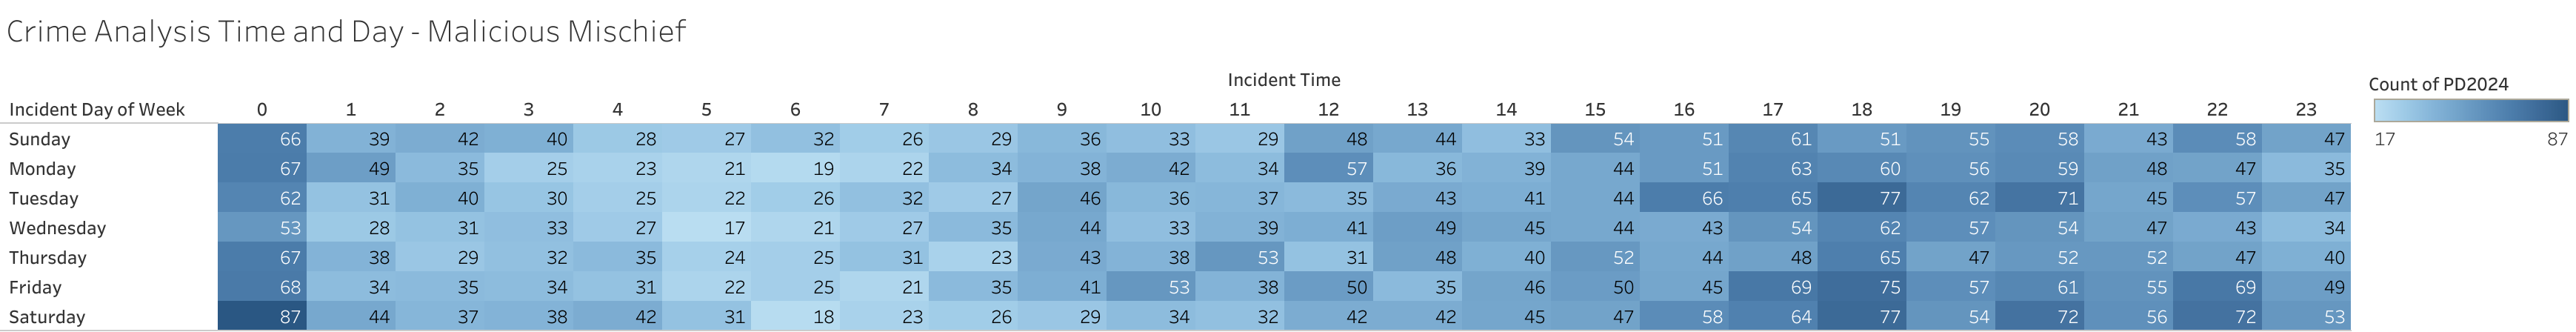 Crime Analysis Time and Day - Malicious Mischief
Incident Time
Count of PD2024
Incident Day of Week 0 1 2 3 4 5 6 7 8 9 10 11 12 13 14 15 16 17 18 19 20 21 22 23
17 87
Sunday 66 39 42 40 28 27 32 26 29 36 33 29 48 44 33 54 51 61 51 55 58 43 58 47
Monday 67 49 35 25 23 21 19 22 34 38 42 34 57 36 39 44 51 63 60 56 59 48 47 35
Tuesday 62 31 40 30 25 22 26 32 27 46 36 37 35 43 41 44 66 65 77 62 71 45 57 47
Wednesday 53 28 31 33 27 17 21 27 35 44 33 39 41 49 45 44 43 54 62 57 54 47 43 34
Thursday 67 38 29 32 35 24 25 31 23 43 38 53 31 48 40 52 44 48 65 47 52 52 47 40
Friday 68 34 35 34 31 22 25 21 35 41 53 38 50 35 46 50 45 69 75 57 61 55 69 49
Saturday 87 44 37 38 42 31 18 23 26 29 34 32 42 42 45 47 58 64 77 54 72 56 72 53